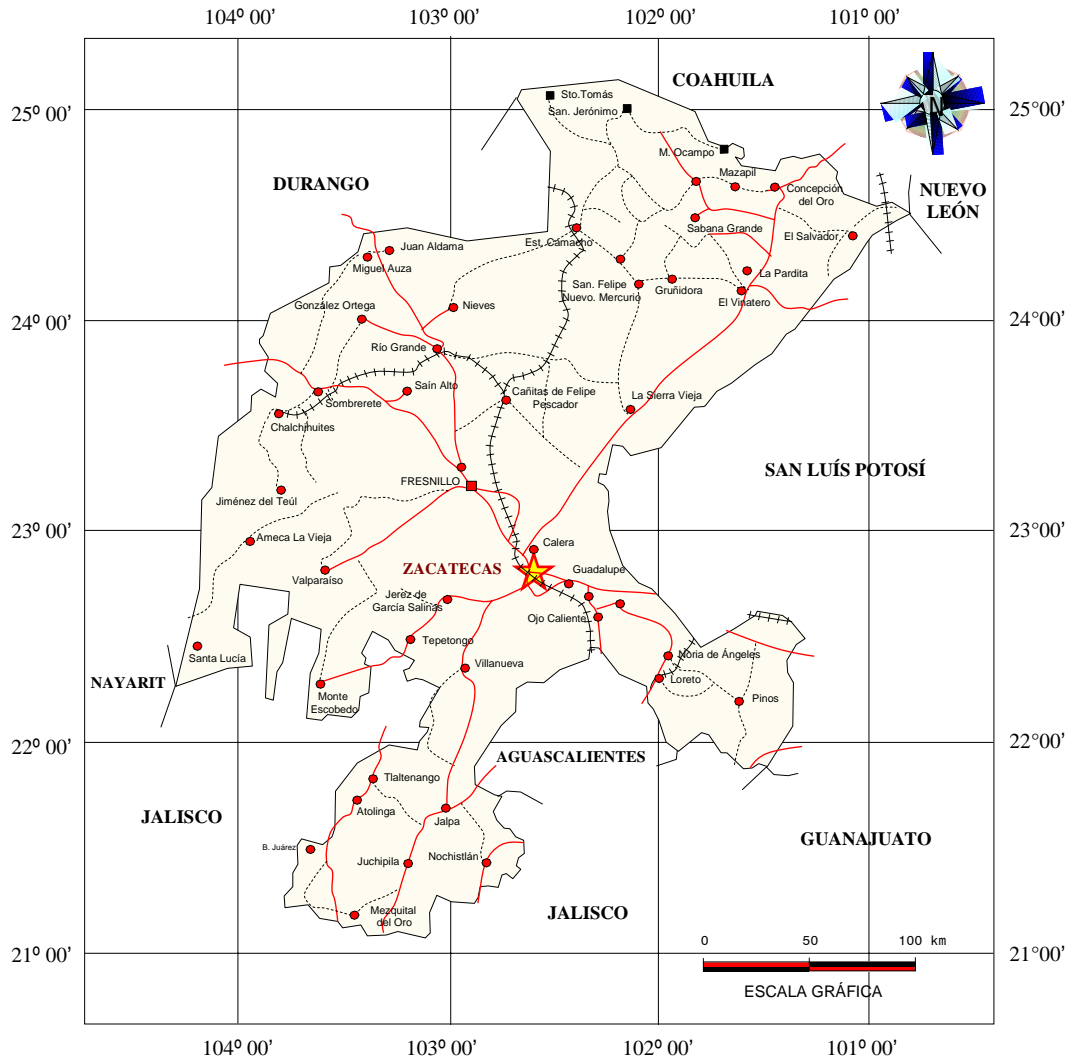 104º 00’
103º 00’
102º 00’
101º 00’
COAHUILA
Sto.Tomás
San. Jerónimo
25º 00’
25°00’
N
M. Ocampo
Mazapil
DURANGO
Concepción
del Oro
NUEVO
LEÓN
Sabana Grande
El Salvador
Juan Aldama
Est. Camacho
Miguel Auza
La Pardita
San. Felipe
Nuevo. Mercurio
Gruñidora
El Vinatero
González Ortega
Nieves
24º 00’
24°00’
Río Grande
Saín Alto
Cañitas de Felipe
Pescador
La Sierra Vieja
Sombrerete
Chalchihuites
SAN LUÍS POTOSÍ
FRESNILLO
Jiménez del Teúl
23º 00’
23°00’
Ameca La Vieja
Calera
ZACATECAS
Guadalupe
Valparaíso
Jerez de
García Salinas
Ojo Caliente
Tepetongo
Santa Lucía
Villanueva
Noria de Ángeles
NAYARIT
Loreto
Monte
Escobedo
Pinos
22º 00’
22°00’
AGUASCALIENTES
Tlaltenango
Atolinga
JALISCO
Jalpa
GUANAJUATO
B. Juárez
Juchipila
Nochistlán
Mezquital
del Oro
JALISCO
21º 00’
21°00’
0 50 100 km
ESCALA GRÁFICA
104º 00’
103º 00’
102º 00’
101º 00’